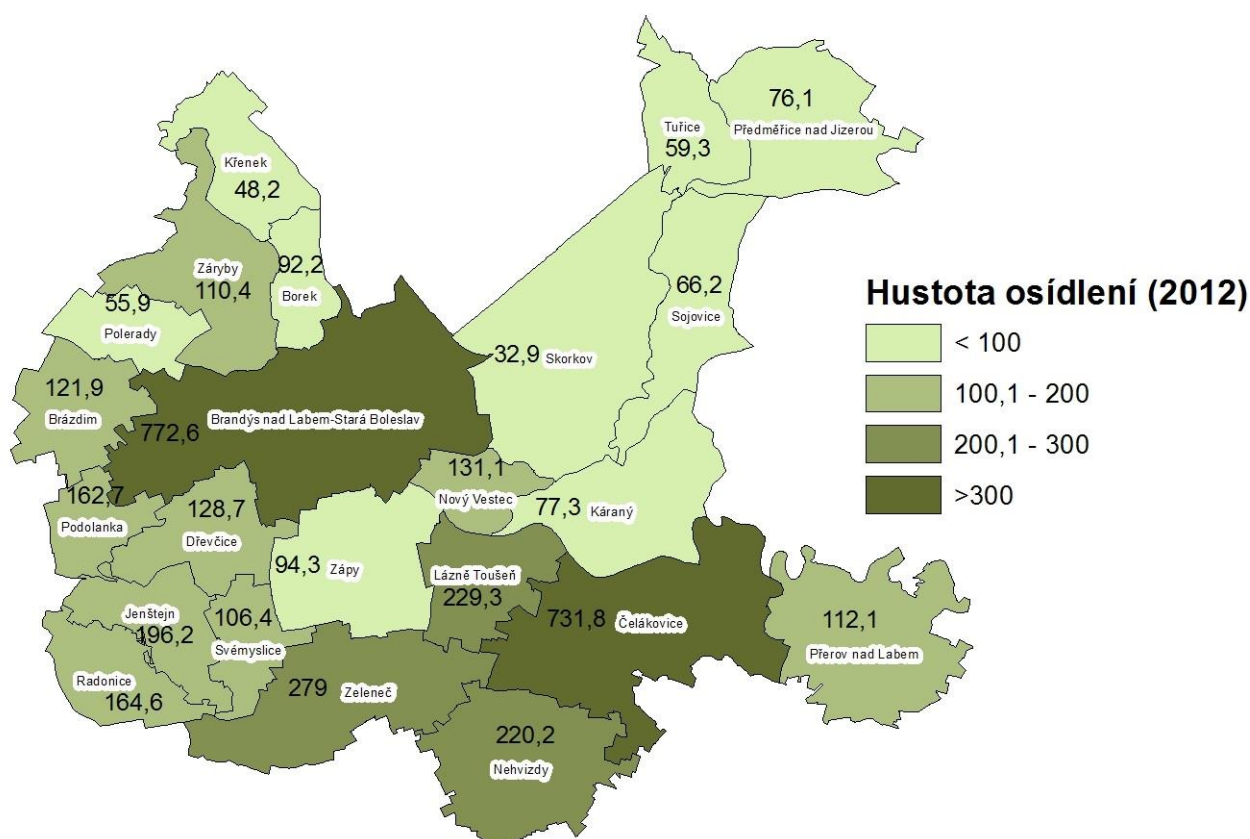 76,1
Předměřice nad Jizerou
Tuřice
59,3
Křenek
48,2
Záryby
110,4
92,2
Borek
55,9
Polerady
66,2
Sojovice
32,9 Skorkov
121,9
Brázdim
772,6 Brandýs nad Labem-Stará Boleslav
131,1
Nový Vestec
77,3 Káraný
162,7
Podolanka
128,7
Dřevčice
94,3 Zápy
Lázně Toušeň
229,3
731,8 Čelákovice
112,1
Přerov nad Labem
Jenštejn
196,2
106,4
Svémyslice
Radonice
164,6
279 Zeleneč
220,2
Nehvizdy
Hustota osídlení (2012)
< 100
100,1 - 200
200,1 - 300
>300